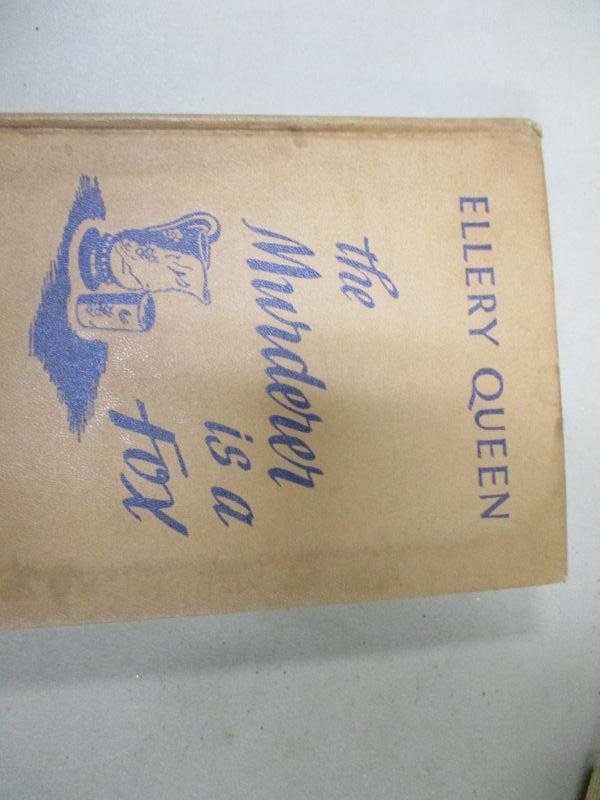 ELLERY QUEEN
the
Murderer
is a
Fox